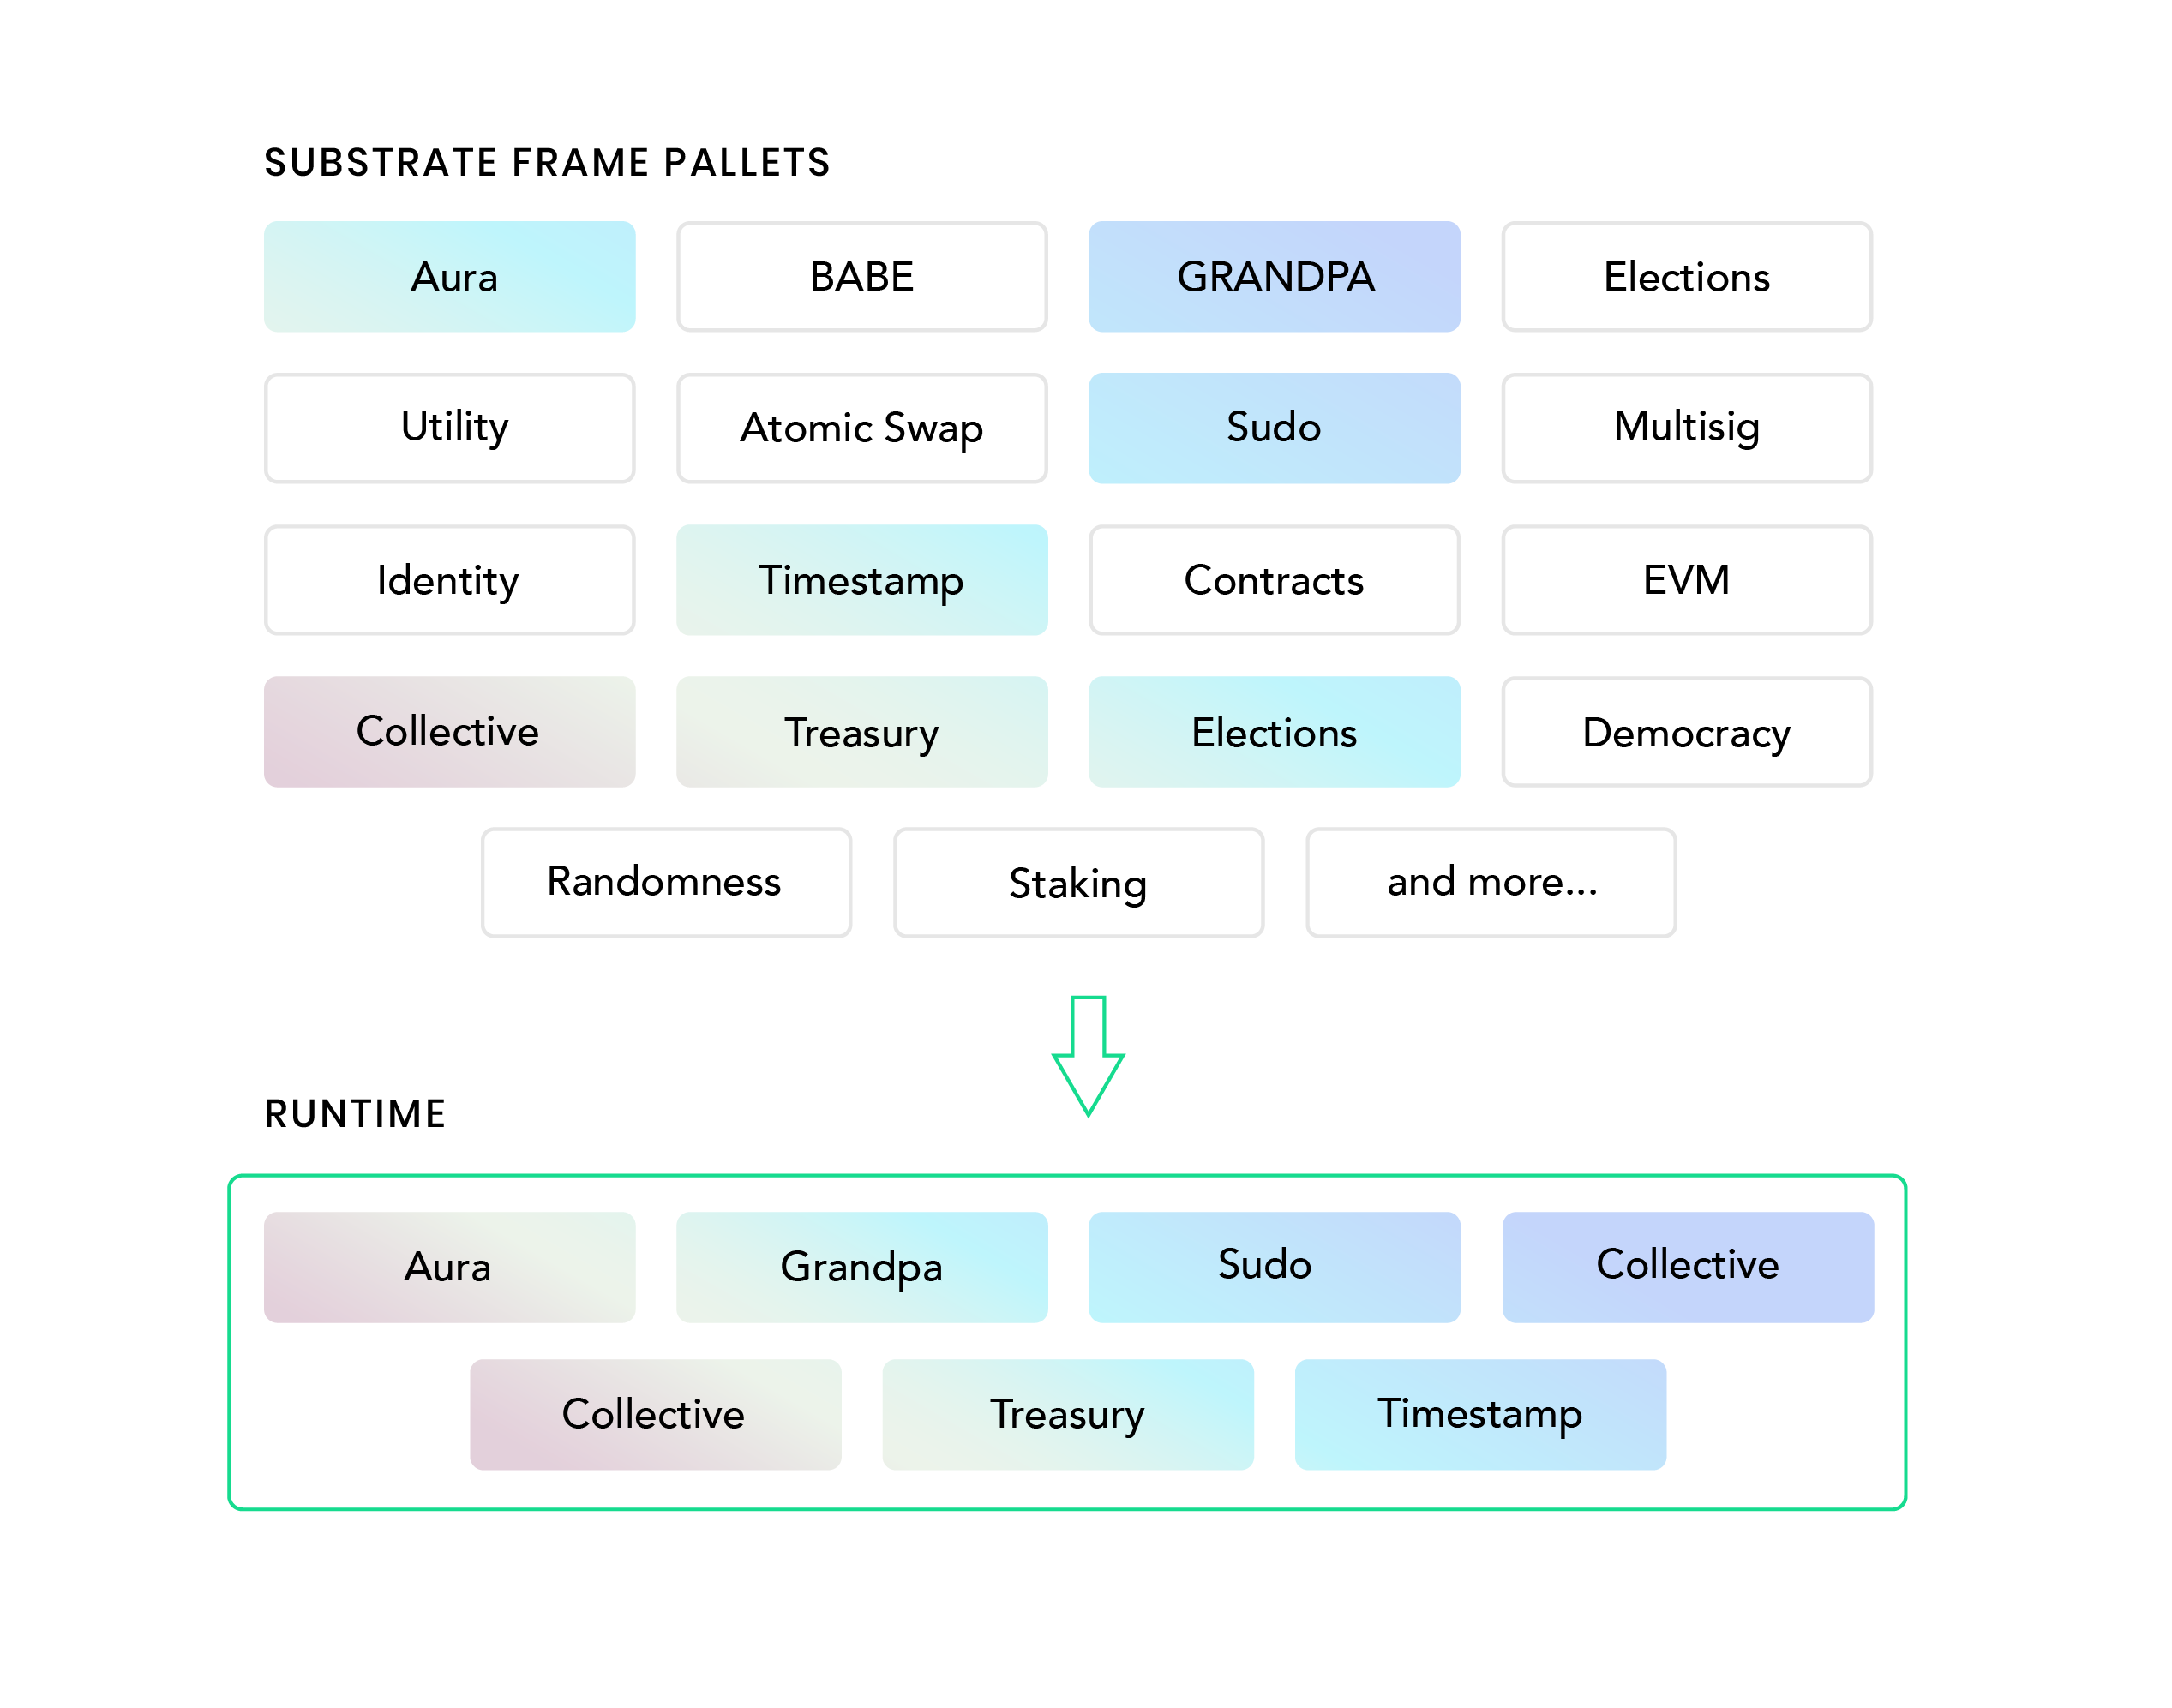 SUBSTRATE FRAME PALLETS
Aura BABE GRANDPA Elections
Utility Atomic Swap Sudo Multisig
Identity Timestamp Contracts EVM
Collective Treasury Elections Democracy
Randomness Staking and more...
RUNTIME
Aura Grandpa Sudo Collective
Collective Treasury Timestamp